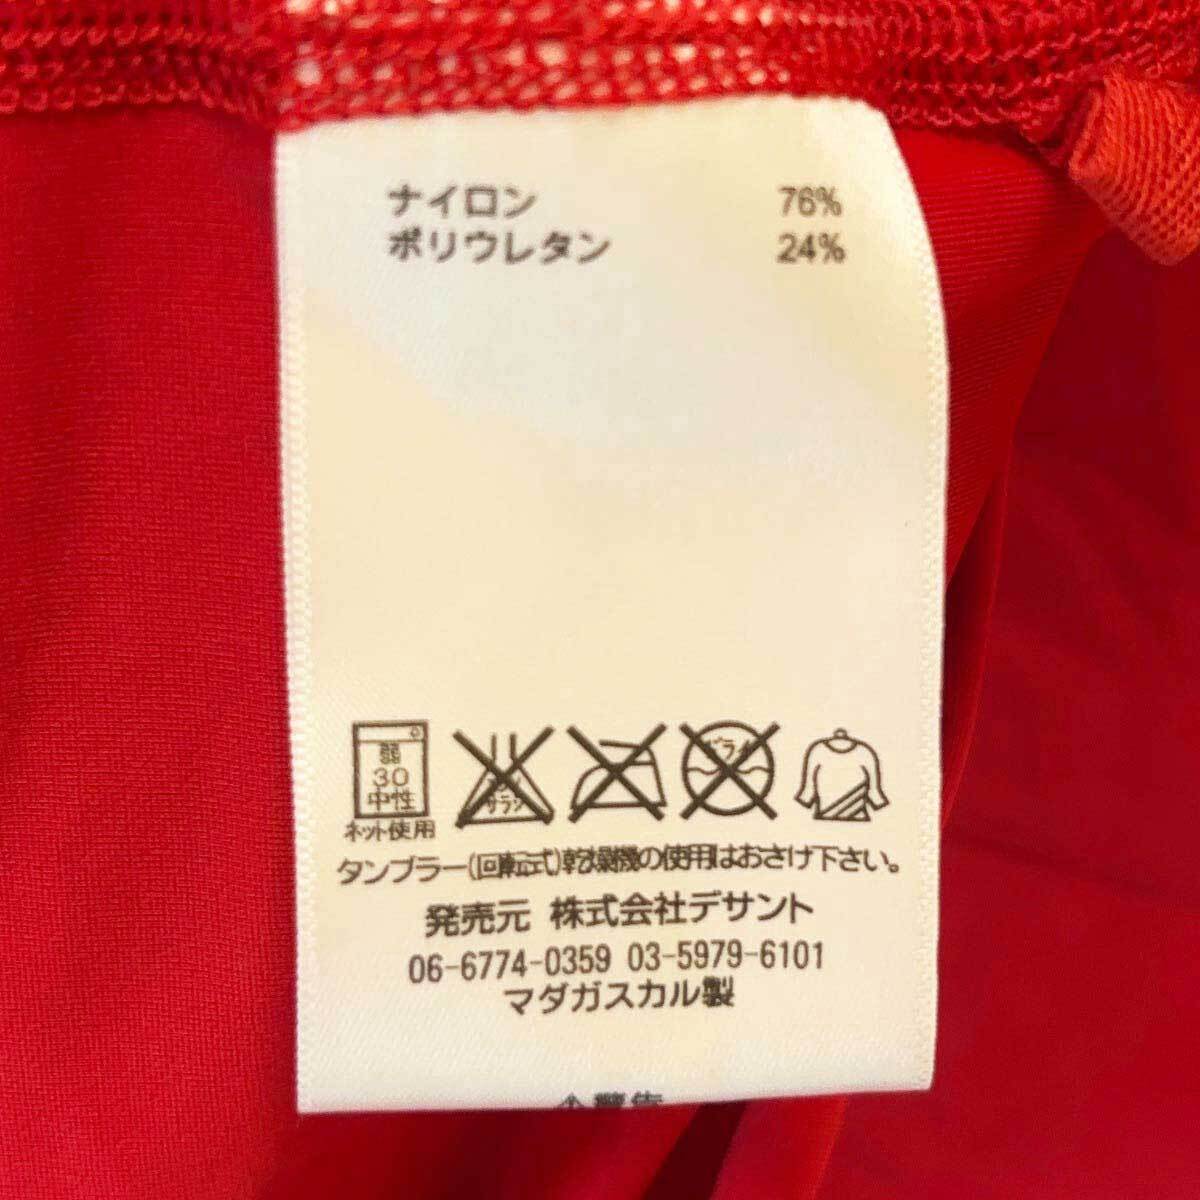 ナイロン 76%
ポリウレタン 24%
弱
30
中性
ネット使用
ドライ
タンブラー(回転式)乾燥機の使用はおさけ下さい。
発売元 株式会社デサント
06-6774-0359 03-5979-6101
マダガスカル製